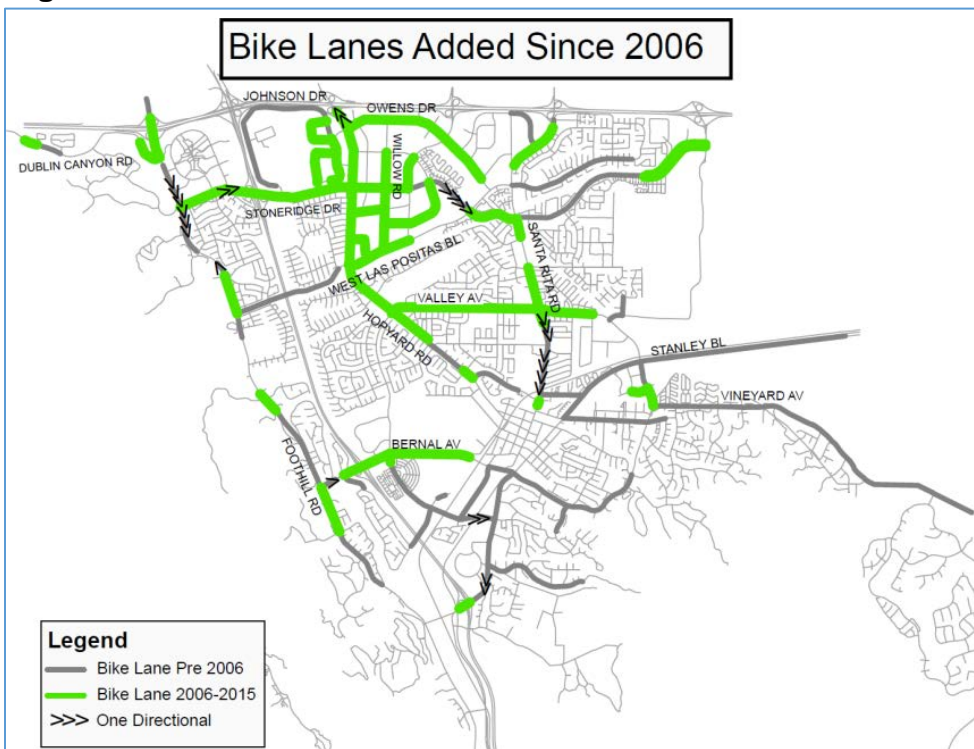 Bike Lanes Added Since 2006
JOHNSON DR
OWENS DR
DUBLIN CANYON RD
WILLOW RD
STONERIDGE DR
SANTA RITA RD
WEST LAS POSITAS BL
VALLEY AV
HOPYARD RD
STANLEY BL
VINEYARD AV
BERNAL AV
FOOTHILL RD
Legend
Bike Lane Pre 2006
Bike Lane 2006-2015
>>> One Directional